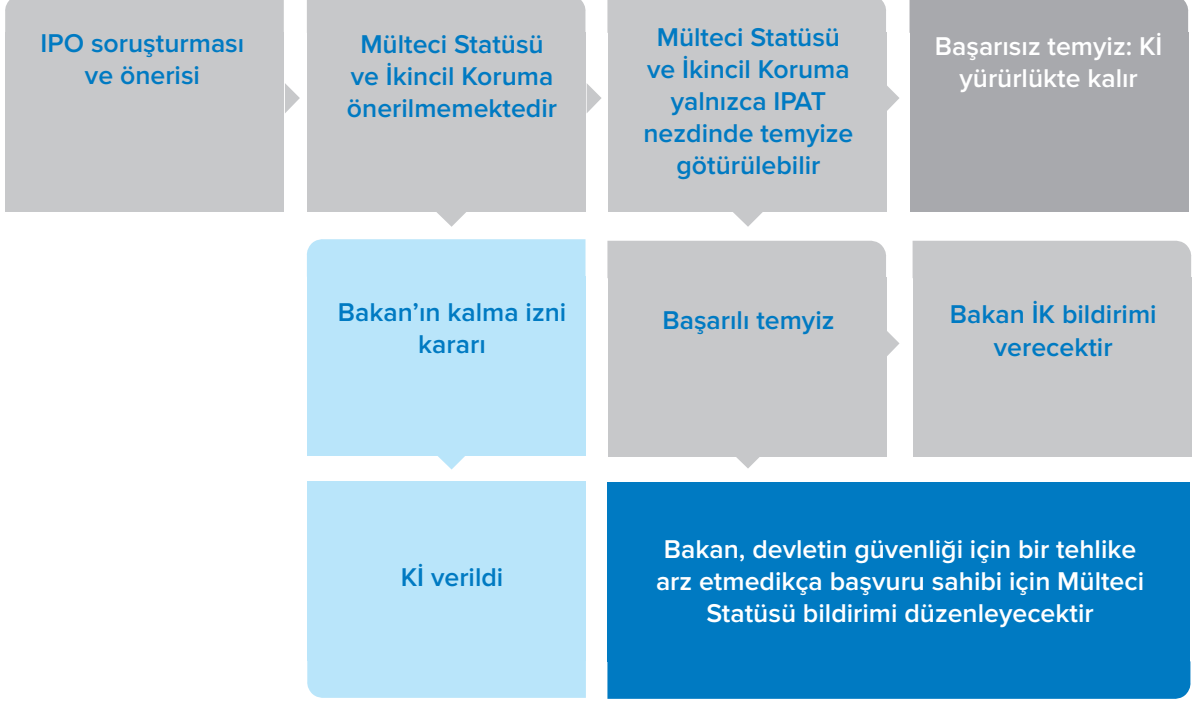 IPO soruşturması
ve önerisi
Mülteci Statüsü
ve İkincil Koruma
önerilmemektedir
Mülteci Statüsü
ve İkincil Koruma
yalnızca IPAT
nezdinde temyize
götürülebilir
Başarısız temyiz: Kİ
yürürlükte kalır
Bakan’ın kalma izni
kararı
Başarılı temyiz
Bakan İK bildirimi
verecektir
Kİ verildi
Bakan, devletin güvenliği için bir tehlike
arz etmedikçe başvuru sahibi için Mülteci
Statüsü bildirimi düzenleyecektir